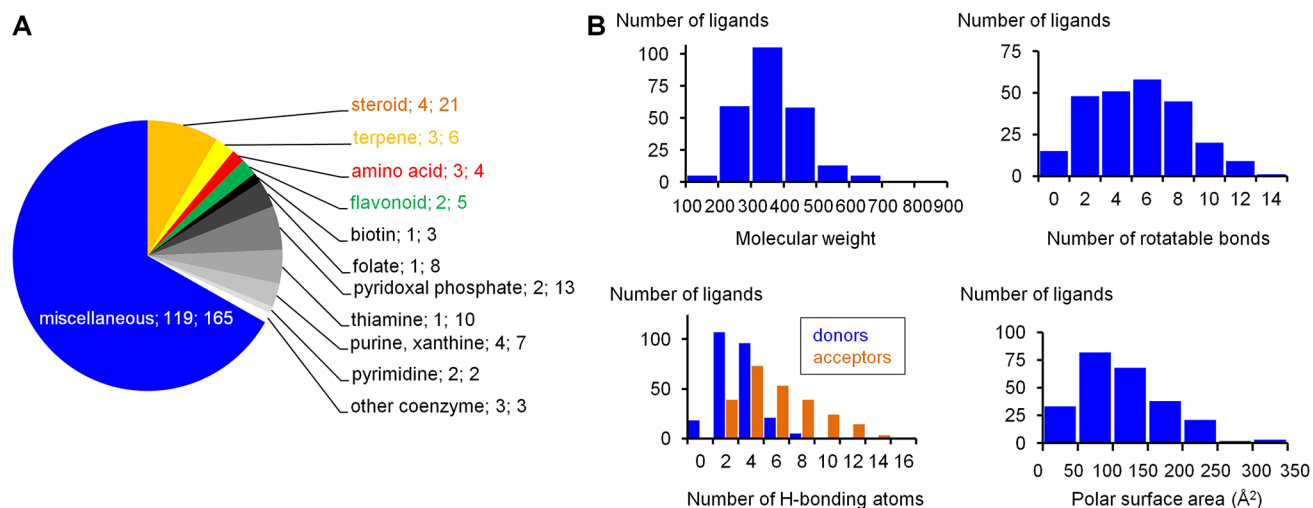 A
steroid; 4; 21
terpene; 3; 6
amino acid; 3; 4
flavonoid; 2; 5
biotin; 1; 3
folate; 1; 8
pyridoxal phosphate; 2; 13
thiamine; 1; 10
purine, xanthine; 4; 7
pyrimidine; 2; 2
other coenzyme; 3; 3
miscellaneous; 119; 165
B
Number of ligands
100
75
50
25
0
100 200 300 400 500 600 700 800 900
Molecular weight
Number of ligands
75
50
25
0
0 2 4 6 8 10 12 14
Number of rotatable bonds
Number of ligands
100
50
0
donors
acceptors
0 2 4 6 8 10 12 14 16
Number of H-bonding atoms
Number of ligands
100
75
50
25
0
0 50 100 150 200 250 300 350
Polar surface area (Å²)